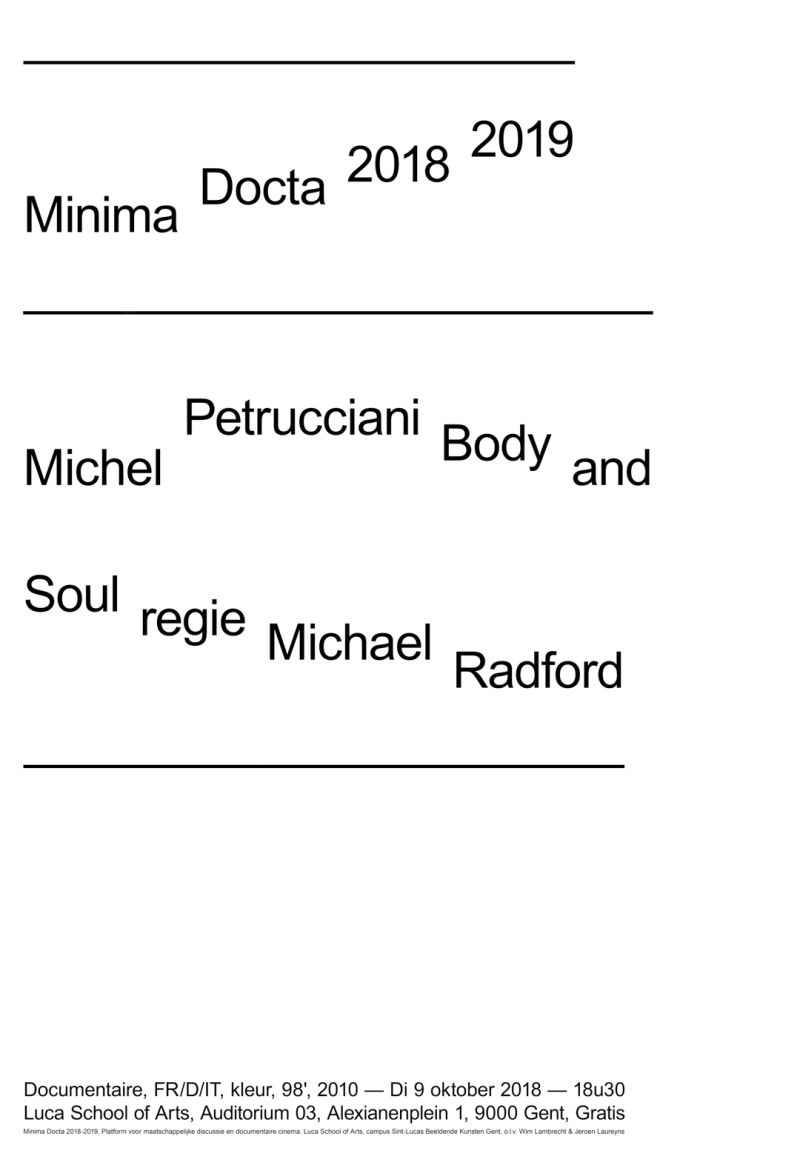 Minima Docta 2018 2019
Michel Petrucciani Body and
Soul regie Michael Radford
Documentaire, FR/D/IT, kleur, 98', 2010 — Di 9 oktober 2018 — 18u30
Luca School of Arts, Auditorium 03, Alexianenplein 1, 9000 Gent, Gratis
Minima Docta 2018-2019, Platform voor maatschappelijke discussie en documentaire cinema. Luca School of Arts, campus Sint-Lucas Beeldende Kunsten Gent, o.l.v. Wim Lambrecht & Jeroen Laureyns